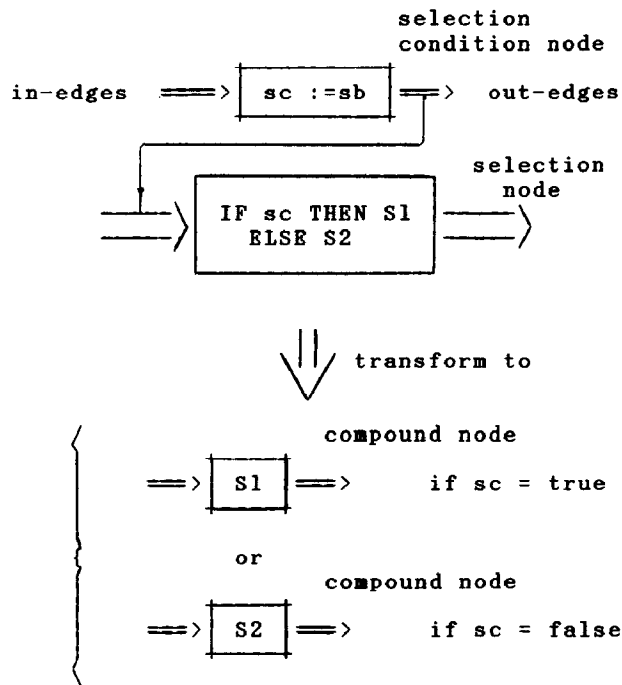 selection
condition node
in-edges ==> sc :=sb ==> out-edges
selection
node
IF sc THEN S1
ELSE S2
transform to
compound node
==> S1 ==> if sc = true
or
compound node
==> S2 ==> if sc = false